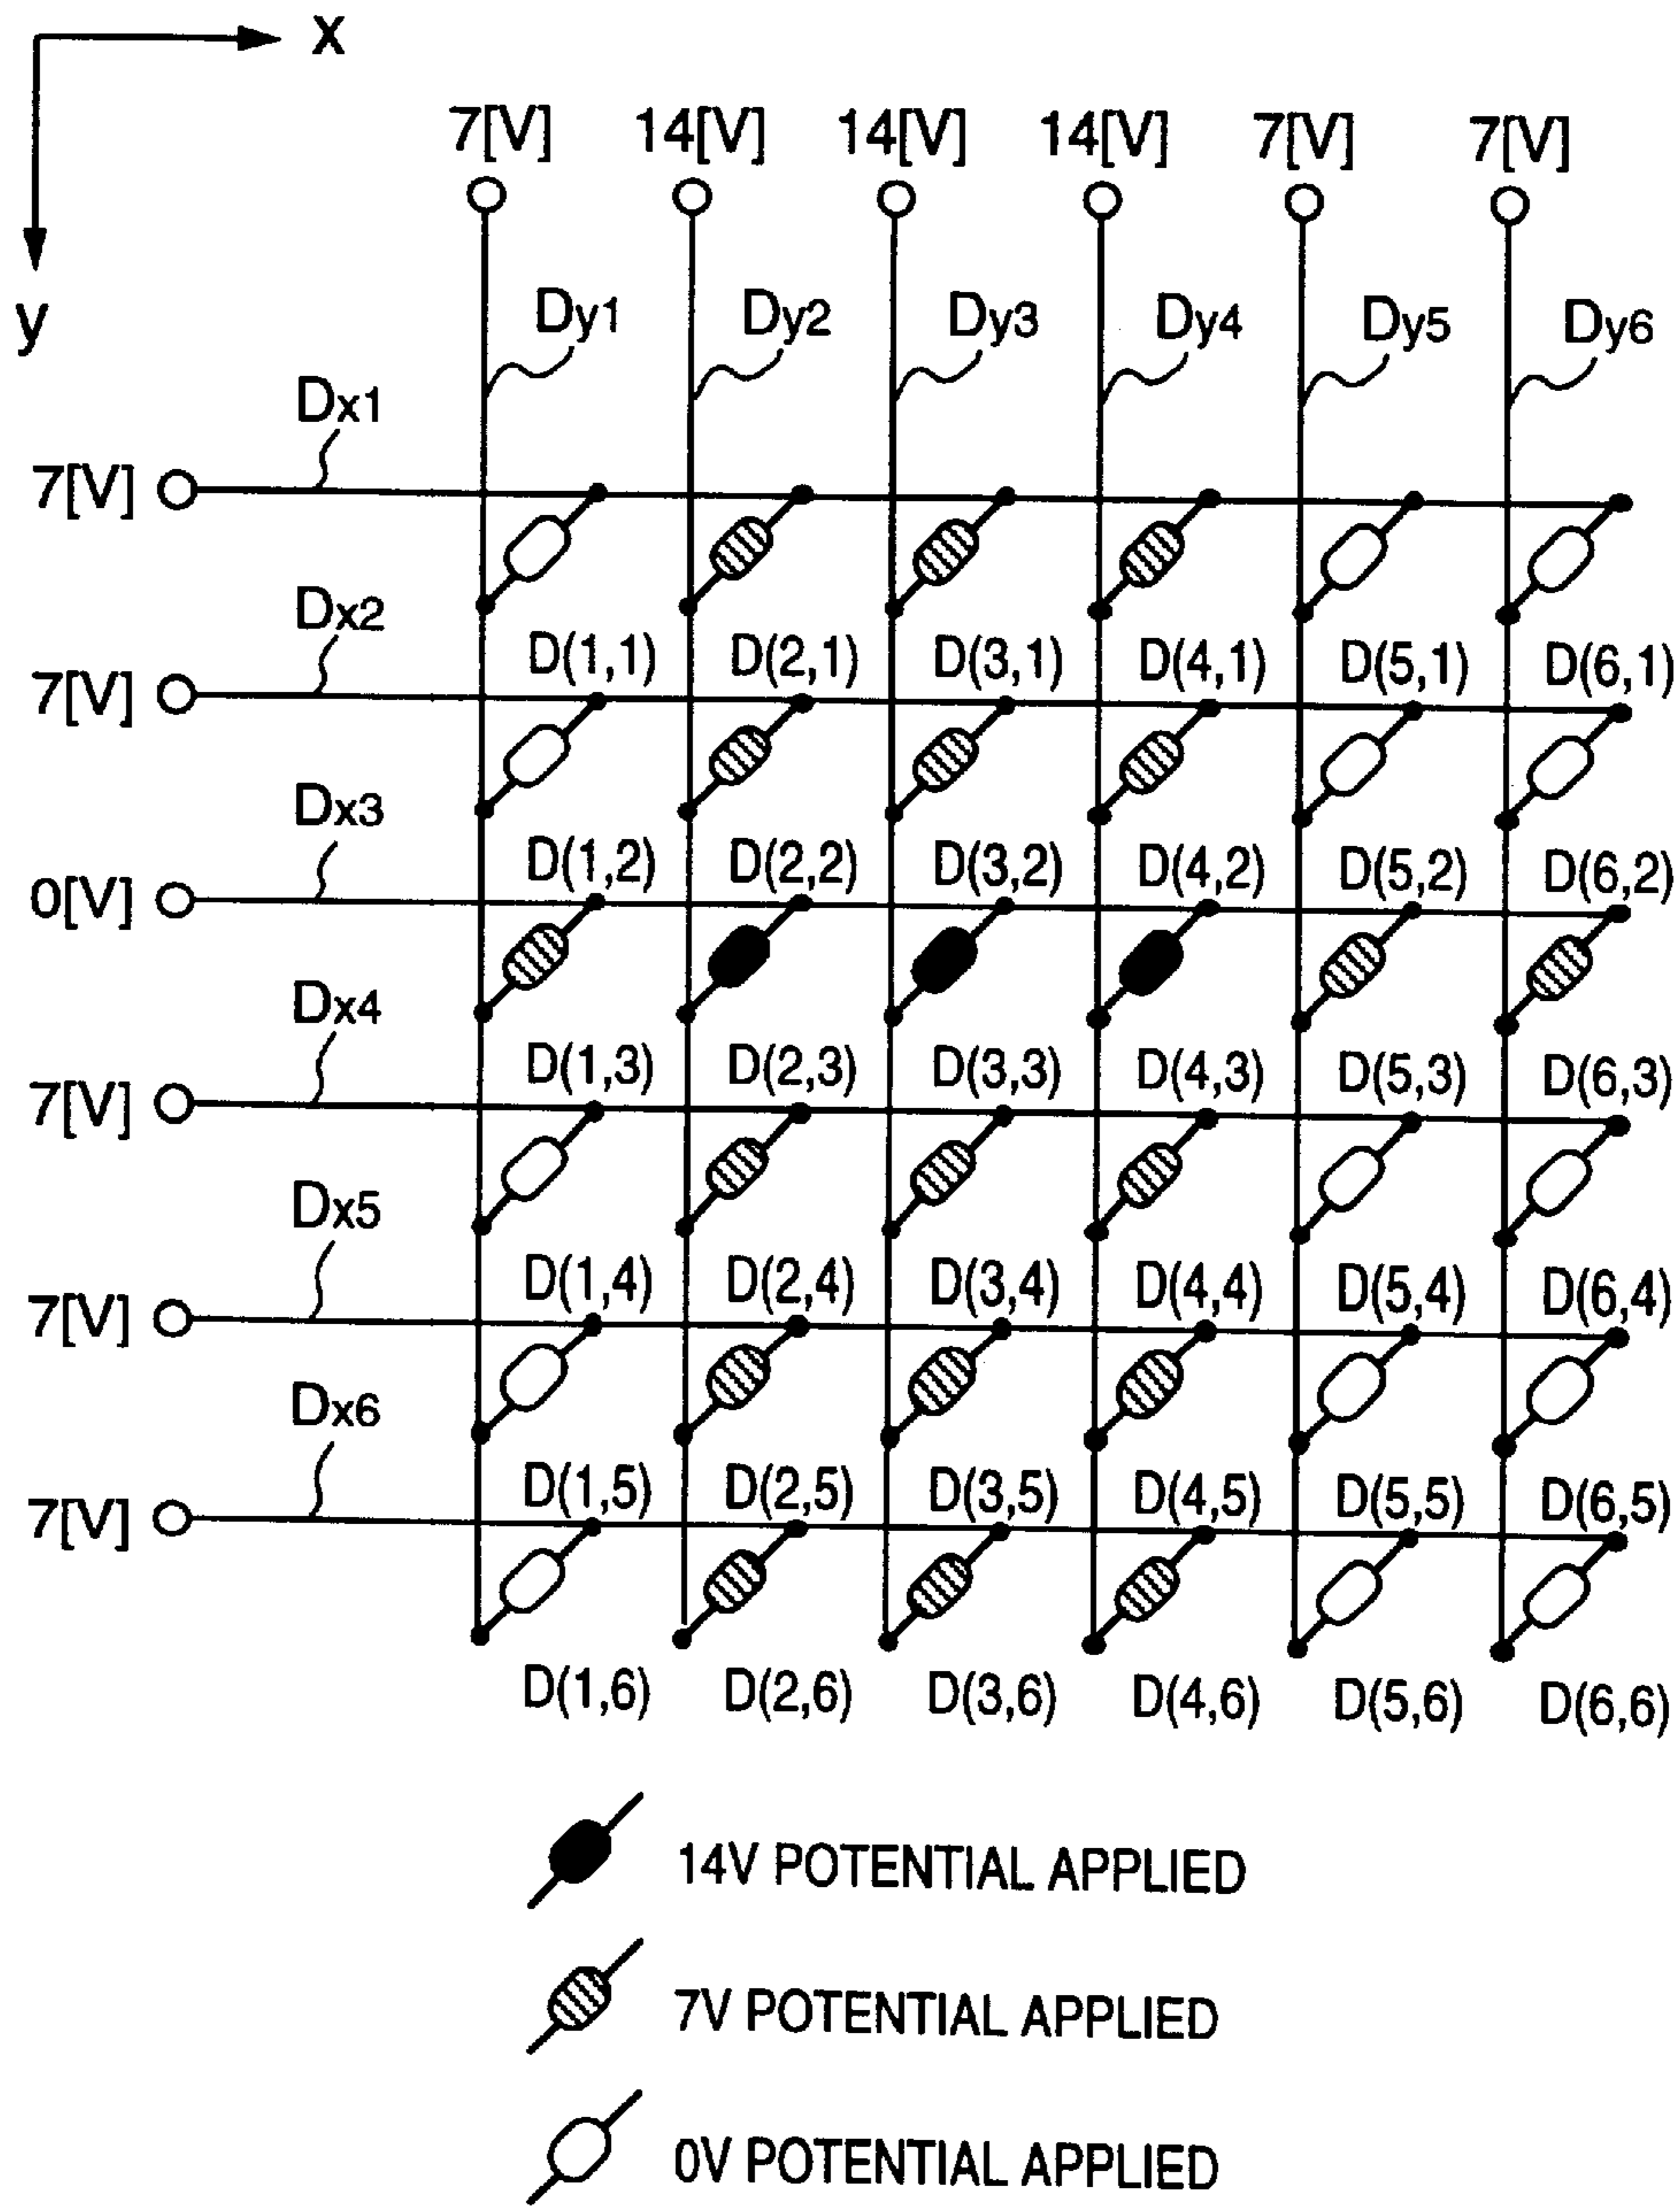 x
7[V] 14[V] 14[V] 14[V] 7[V] 7[V]
y
Dy1 Dy2 Dy3 Dy4 Dy5 Dy6
Dx1
7[V]
Dx2
D(1,1) D(2,1) D(3,1) D(4,1) D(5,1) D(6,1)
7[V]
Dx3
D(1,2) D(2,2) D(3,2) D(4,2) D(5,2) D(6,2)
0[V]
Dx4
D(1,3) D(2,3) D(3,3) D(4,3) D(5,3) D(6,3)
7[V]
Dx5
D(1,4) D(2,4) D(3,4) D(4,4) D(5,4) D(6,4)
7[V]
Dx6
D(1,5) D(2,5) D(3,5) D(4,5) D(5,5) D(6,5)
7[V]
D(1,6) D(2,6) D(3,6) D(4,6) D(5,6) D(6,6)
14V POTENTIAL APPLIED
7V POTENTIAL APPLIED
0V POTENTIAL APPLIED